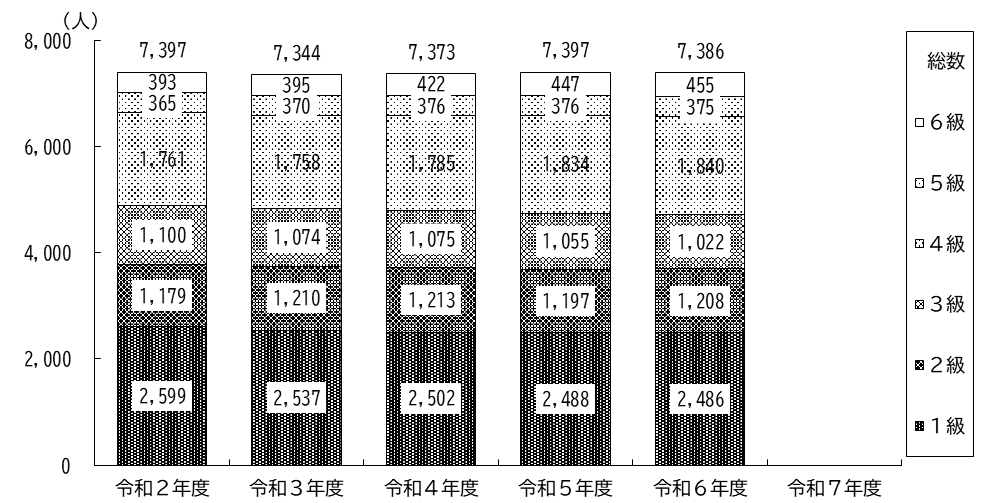 （人）
8,000
6,000
4,000
2,000
0
7,397 7,344 7,373 7,397 7,386
393 395 422 447 455
365 370 376 376 375
1,761 1,758 1,785 1,834 1,840
1,100 1,074 1,075 1,055 1,022
1,179 1,210 1,213 1,197 1,208
2,599 2,537 2,502 2,488 2,486
令和２年度 令和３年度 令和４年度 令和５年度 令和６年度 令和７年度
総数
６級
５級
４級
３級
２級
１級